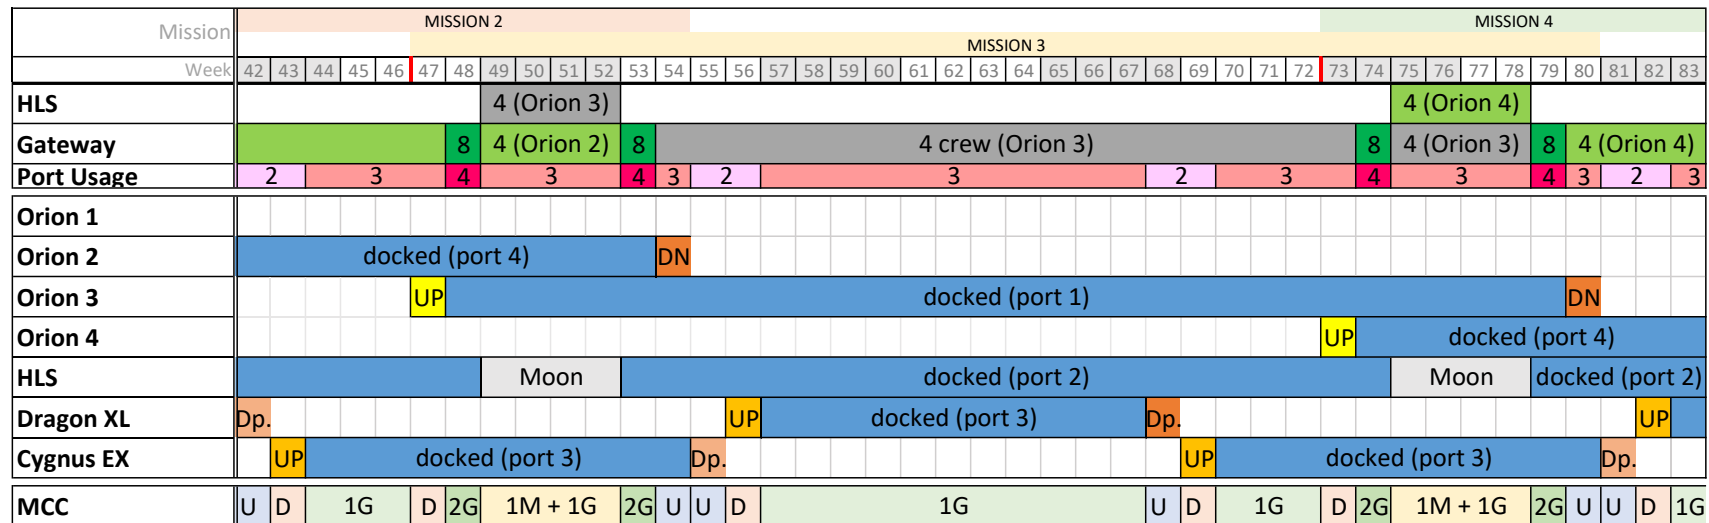 MISSION 2 MISSION 4
Mission
MISSION 3
Week 42 43 44 45 46 47 48 49 50 51 52 53 54 55 56 57 58 59 60 61 62 63 64 65 66 67 68 69 70 71 72 73 74 75 76 77 78 79 80 81 82 83
HLS 4 (Orion 3) 4 (Orion 4)
Gateway 8 4 (Orion 2) 8 4 crew (Orion 3) 8 4 (Orion 3) 8 4 (Orion 4)
Port Usage 2 3 4 3 4 3 2 3 2 3 4 3 4 3 2 3
Orion 1
Orion 2 docked (port 4) DN
Orion 3 UP docked (port 1) DN
Orion 4 UP docked (port 4)
HLS Moon docked (port 2) Moon docked (port 2)
Dragon XL Dp. UP docked (port 3) Dp. UP
Cygnus EX UP docked (port 3) Dp. UP docked (port 3) Dp.
MCC U D 1G D 2G 1M + 1G 2G U U D 1G U D 1G D 2G 1M + 1G 2G U U D 1G